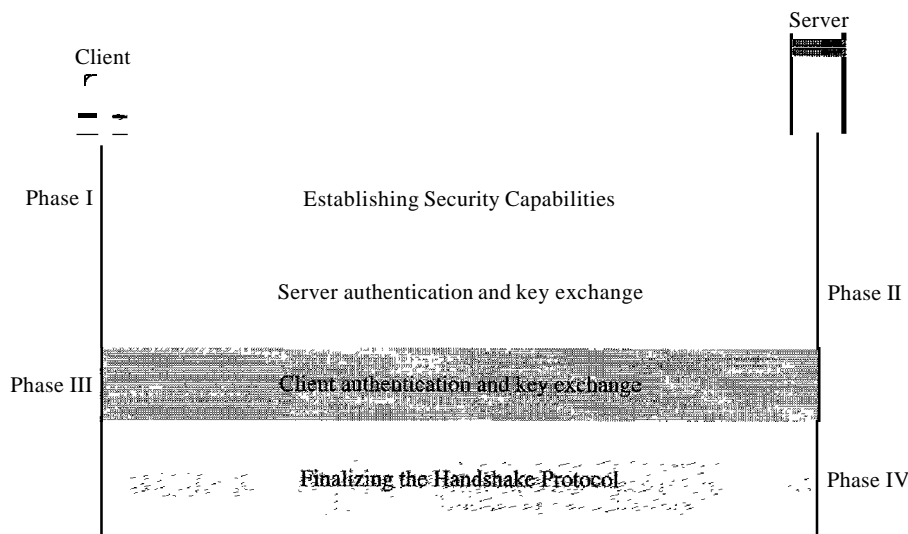 Server
Client
Phase I
Establishing Security Capabilities
Server authentication and key exchange
Phase II
Phase III
Client authentication and key exchange
Finalizing the Handshake Protocol
Phase IV